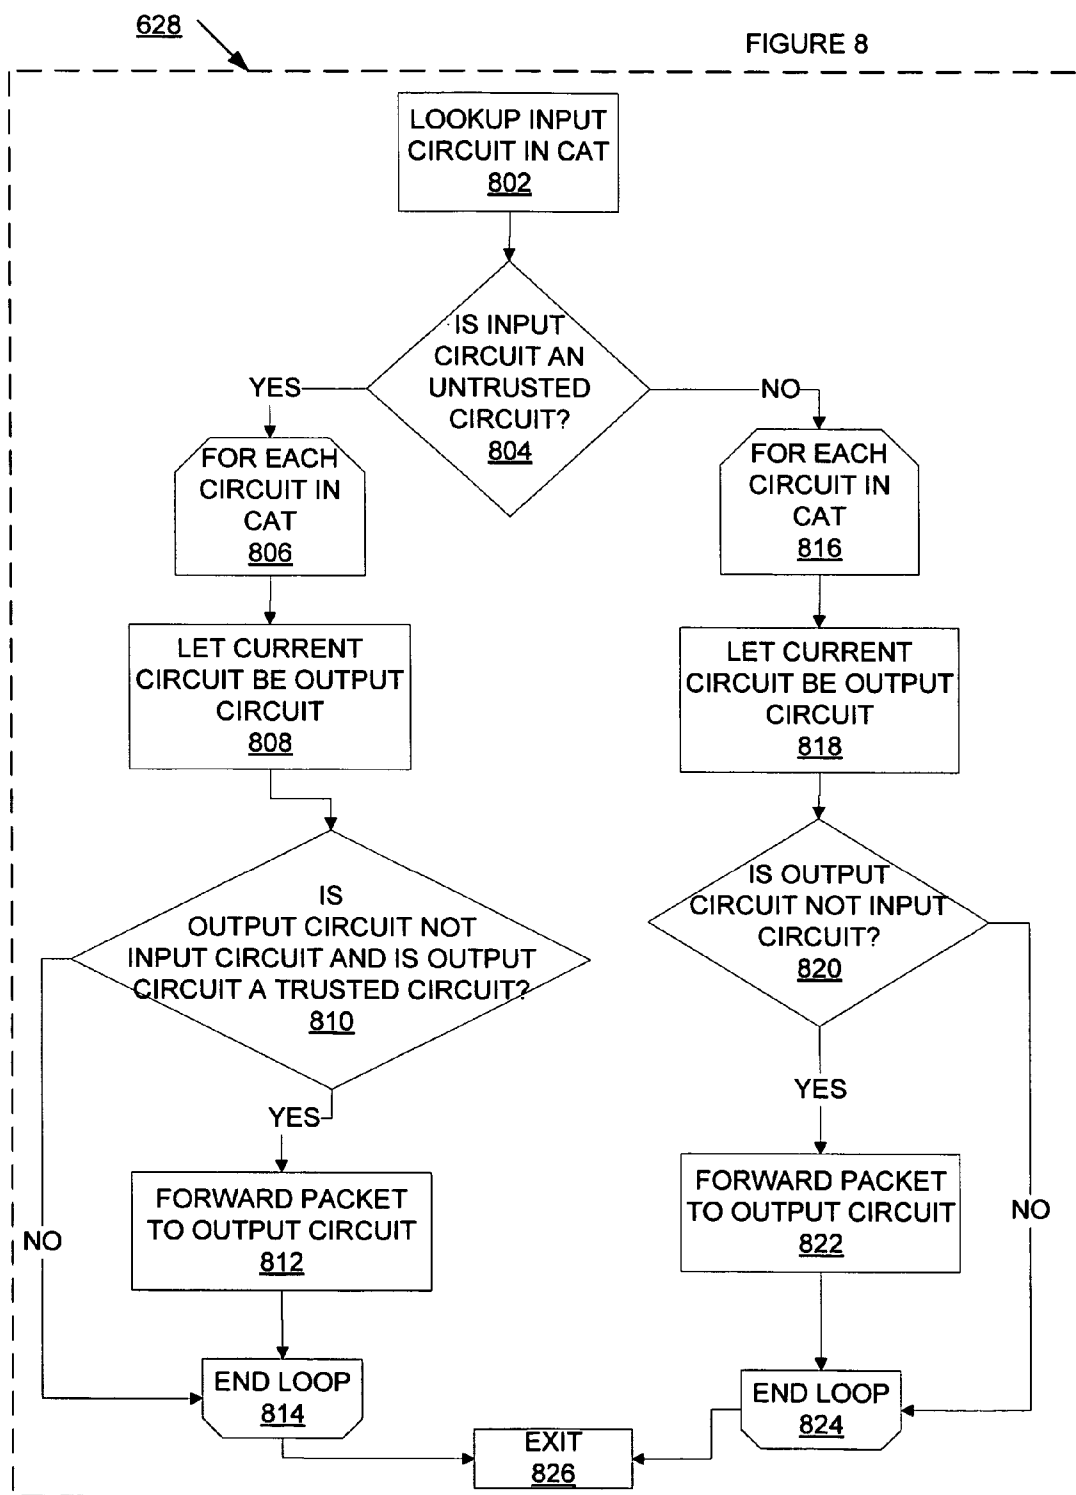 628
FIGURE 8
LOOKUP INPUT
CIRCUIT IN CAT
802
IS INPUT
CIRCUIT AN
UNTRUSTED
CIRCUIT?
804
YES
NO
FOR EACH
CIRCUIT IN
CAT
806
FOR EACH
CIRCUIT IN
CAT
816
LET CURRENT
CIRCUIT BE OUTPUT
CIRCUIT
808
LET CURRENT
CIRCUIT BE OUTPUT
CIRCUIT
818
IS
OUTPUT CIRCUIT NOT
INPUT CIRCUIT AND IS OUTPUT
CIRCUIT A TRUSTED CIRCUIT?
810
IS OUTPUT
CIRCUIT NOT INPUT
CIRCUIT?
820
YES
YES
FORWARD PACKET
TO OUTPUT CIRCUIT
812
FORWARD PACKET
TO OUTPUT CIRCUIT
822
NO
NO
END LOOP
814
END LOOP
824
EXIT
826